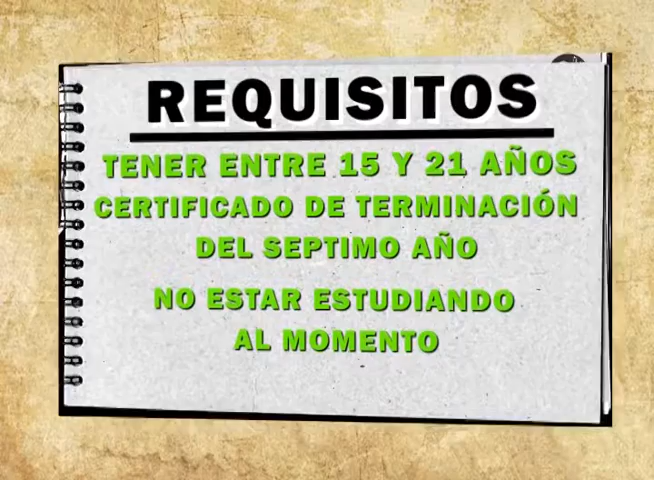 REQUISITOS
TENER ENTRE 15 Y 21 AÑOS
CERTIFICADO DE TERMINACIÓN
DEL SEPTIMO AÑO
NO ESTAR ESTUDIANDO
AL MOMENTO